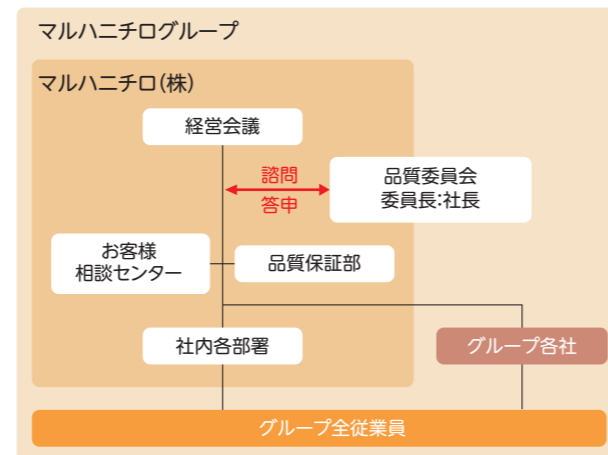 マルハニチログループ
マルハニチロ(株)
経営会議
諮問
答申
品質委員会
委員長:社長
お客様
相談センター
品質保証部
社内各部署
グループ各社
グループ全従業員